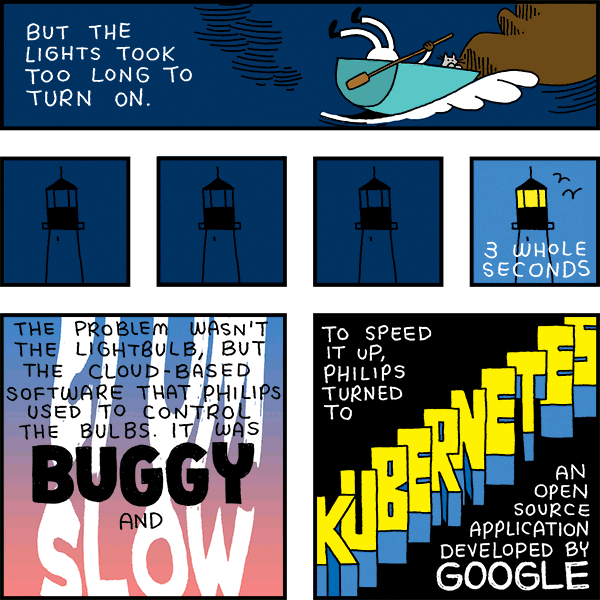 BUT THE
LIGHTS TOOK
TOO LONG TO
TURN ON.
3 WHOLE
SECONDS
THE PROBLEM WASN'T
THE LIGHTBULB, BUT
THE CLOUD-BASED
SOFTWARE THAT PHILIPS
USED TO CONTROL
THE BULBS. IT WAS
BUGGY
AND
SLOW
TO SPEED
IT UP,
PHILIPS
TURNED
TO
KUBERNETES
AN
OPEN
SOURCE
APPLICATION
DEVELOPED BY
GOOGLE